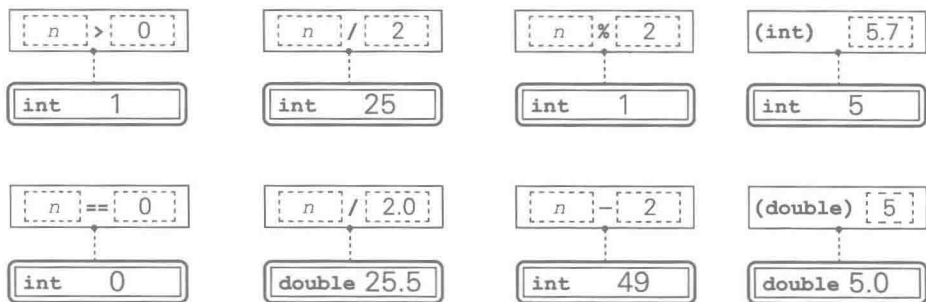 n > 0 n / 2 n % 2 (int) 5.7
int 1 int 25 int 1 int 5
n == 0 n / 2.0 n - 2 (double) 5
int 0 double 25.5 int 49 double 5.0